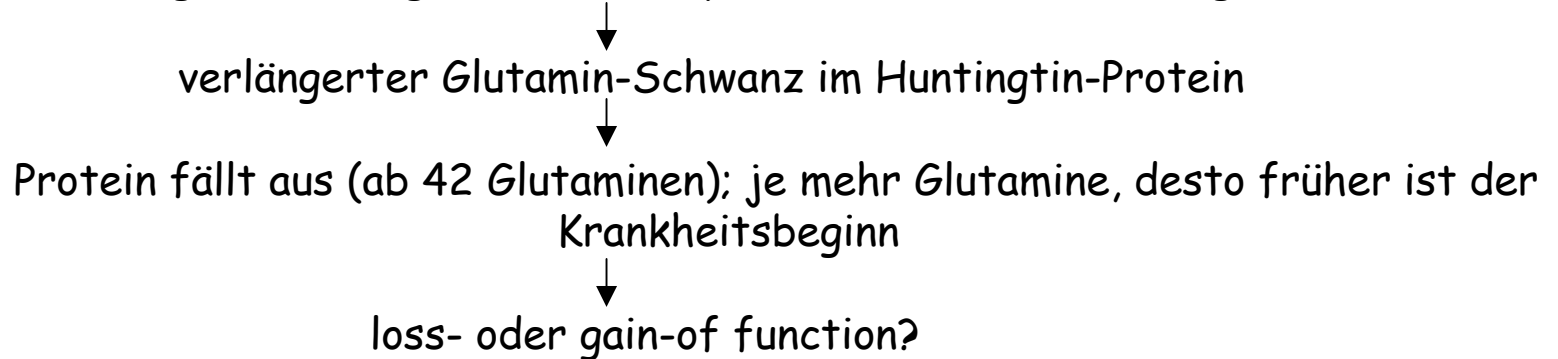 verlängerter Glutamin-Schwanz im Huntingtin-Protein
Protein fällt aus (ab 42 Glutaminen); je mehr Glutamine, desto früher ist der
Krankheitsbeginn
loss- oder gain-of function?